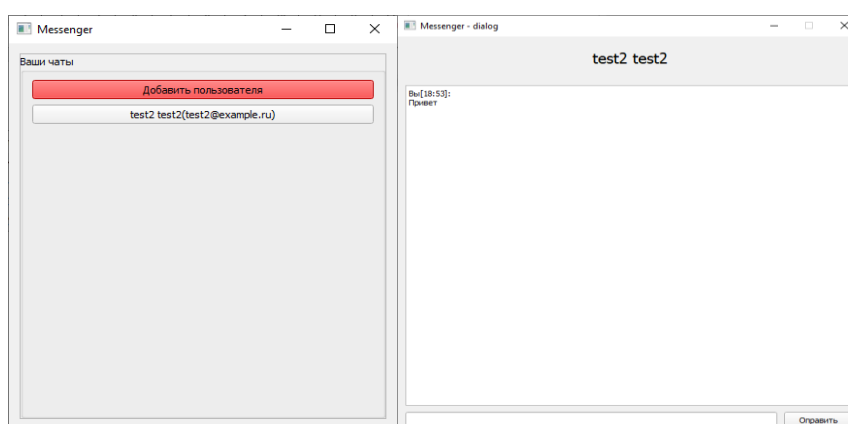 Messenger
Ваши чаты
Добавить пользователя
test2 test2(test2@example.ru)
Messenger - dialog
test2 test2
Вы[18:53]:
Привет
Оправить